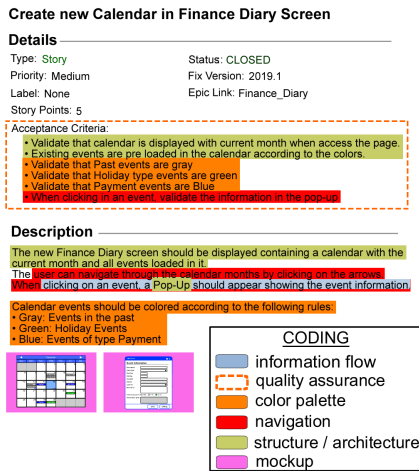 Create new Calendar in Finance Diary Screen
Details
Type: Story
Status: CLOSED
Priority: Medium
Fix Version: 2019.1
Label: None
Epic Link: Finance_Diary
Story Points: 5
Acceptance Criteria:
• Validate that calendar is displayed with current month when access the page.
• Existing events are pre loaded in the calendar according to the colors.
• Validate that Past events are gray
• Validate that Holiday type events are green
• Validate that Payment events are Blue
• When clicking in an event, validate the information in the pop-up.
Description
The new Finance Diary screen should be displayed containing a calendar with the
current month and all events loaded in it.
The user can navigate through the calendar months by clicking on the arrows.
When clicking on an event, a Pop-Up should appear showing the event information.
Calendar events should be colored according to the following rules:
• Gray: Events in the past
• Green: Holiday Events
• Blue: Events of type Payment
CODING
information flow
quality assurance
color palette
navigation
structure / architecture
mockup